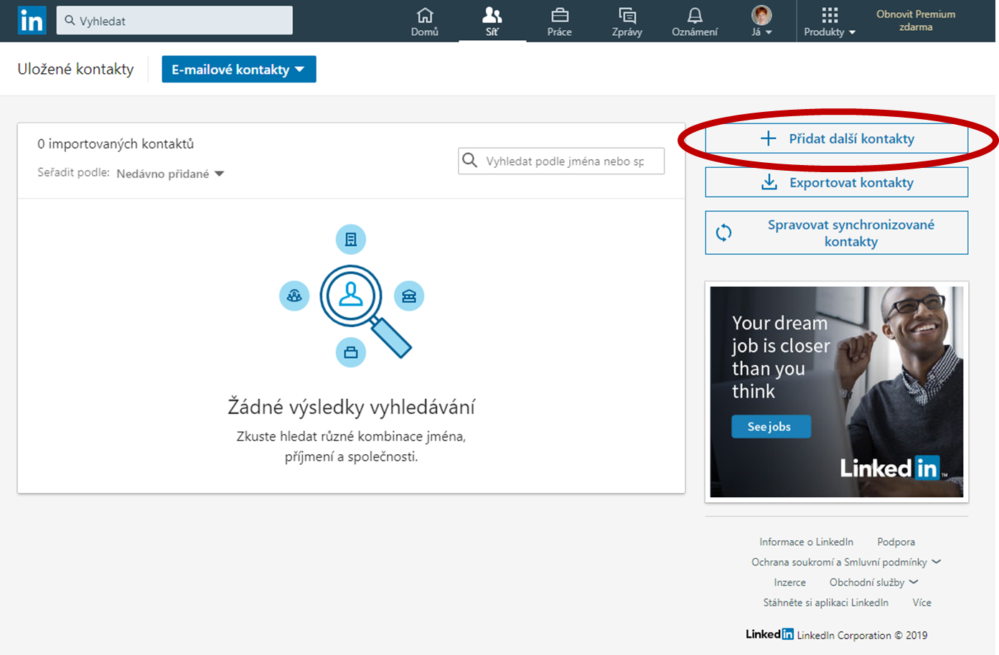 in
Vyhledat
Domů
Síť
Práce
Zprávy
Oznámení
Já
Produkty
Obnovit Premium
zdarma
Uložené kontakty
E-mailové kontakty
0 importovaných kontaktů
Seřadit podle: Nedávno přidané
Vyhledat podle jména nebo sp
Žádné výsledky vyhledávání
Zkuste hledat různé kombinace jména,
příjmení a společnosti.
Přidat další kontakty
Exportovat kontakty
Spravovat synchronizované
kontakty
Your dream
job is closer
than you
think
See jobs
Linked in ™
Informace o LinkedIn Podpora
Ochrana soukromí a Smluvní podmínky
Inzerce Obchodní služby
Stáhněte si aplikaci LinkedIn Více
Linked in LinkedIn Corporation © 2019